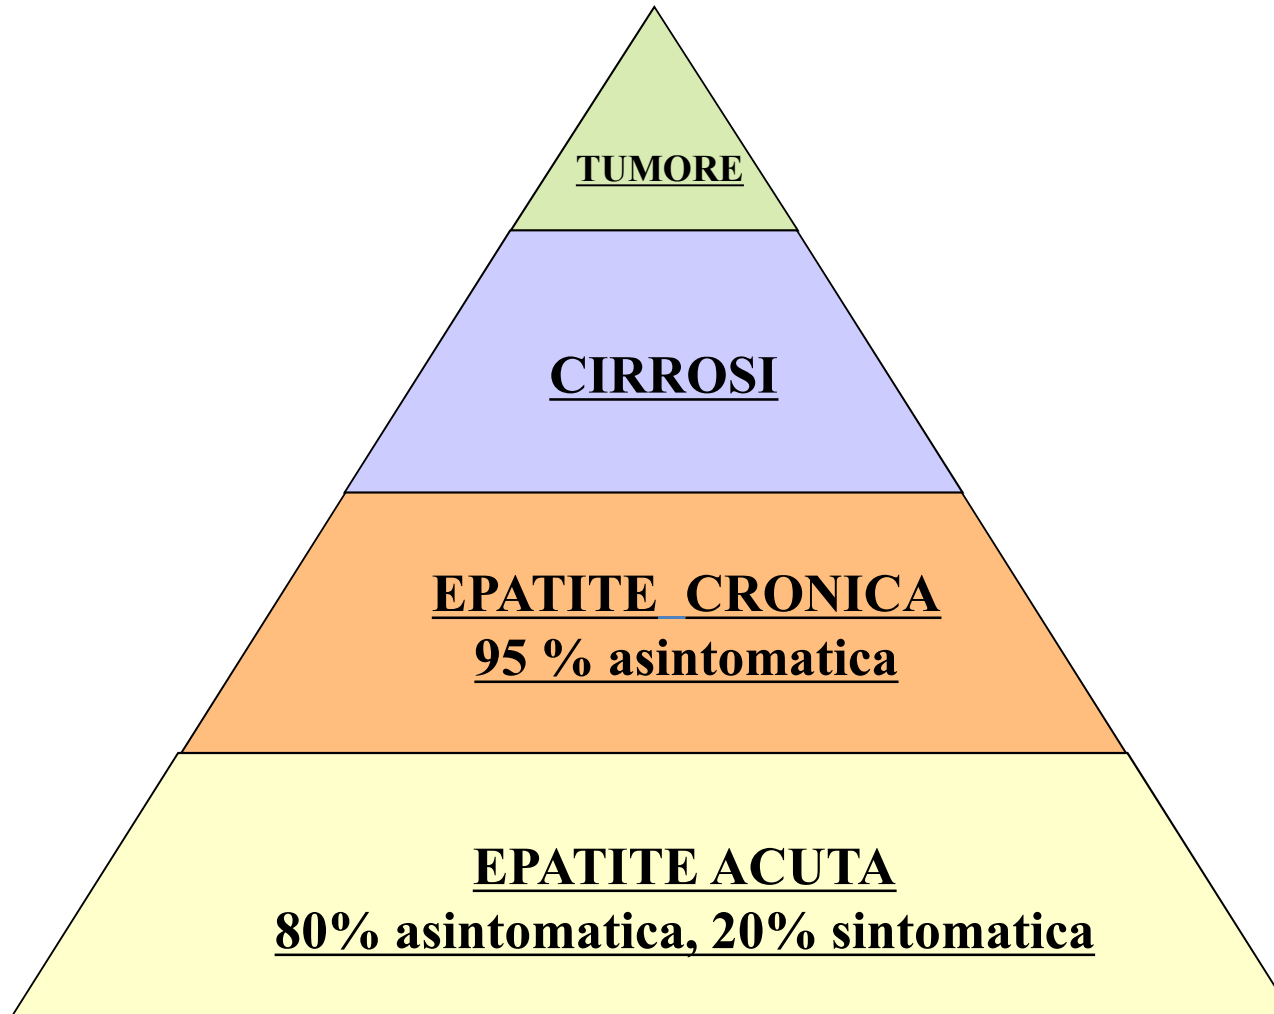 TUMORE
CIRROSI
EPATITE CRONICA
95 % asintomatica
EPATITE ACUTA
80% asintomatica, 20% sintomatica